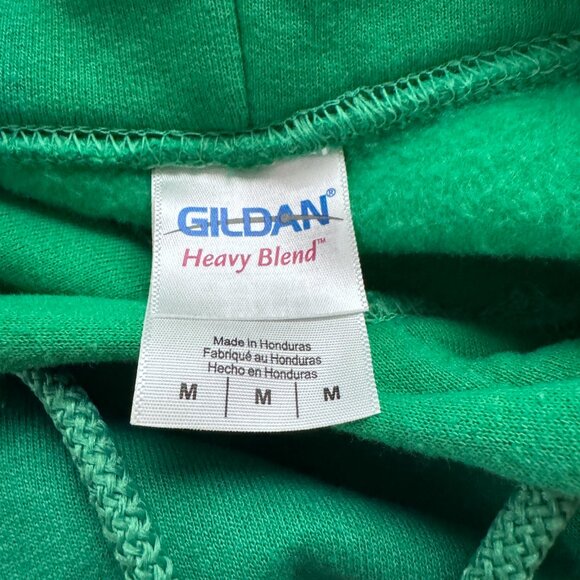 GILDAN®
Heavy Blend™
Made in Honduras
Fabriqué au Honduras
Hecho en Honduras
M | M | M